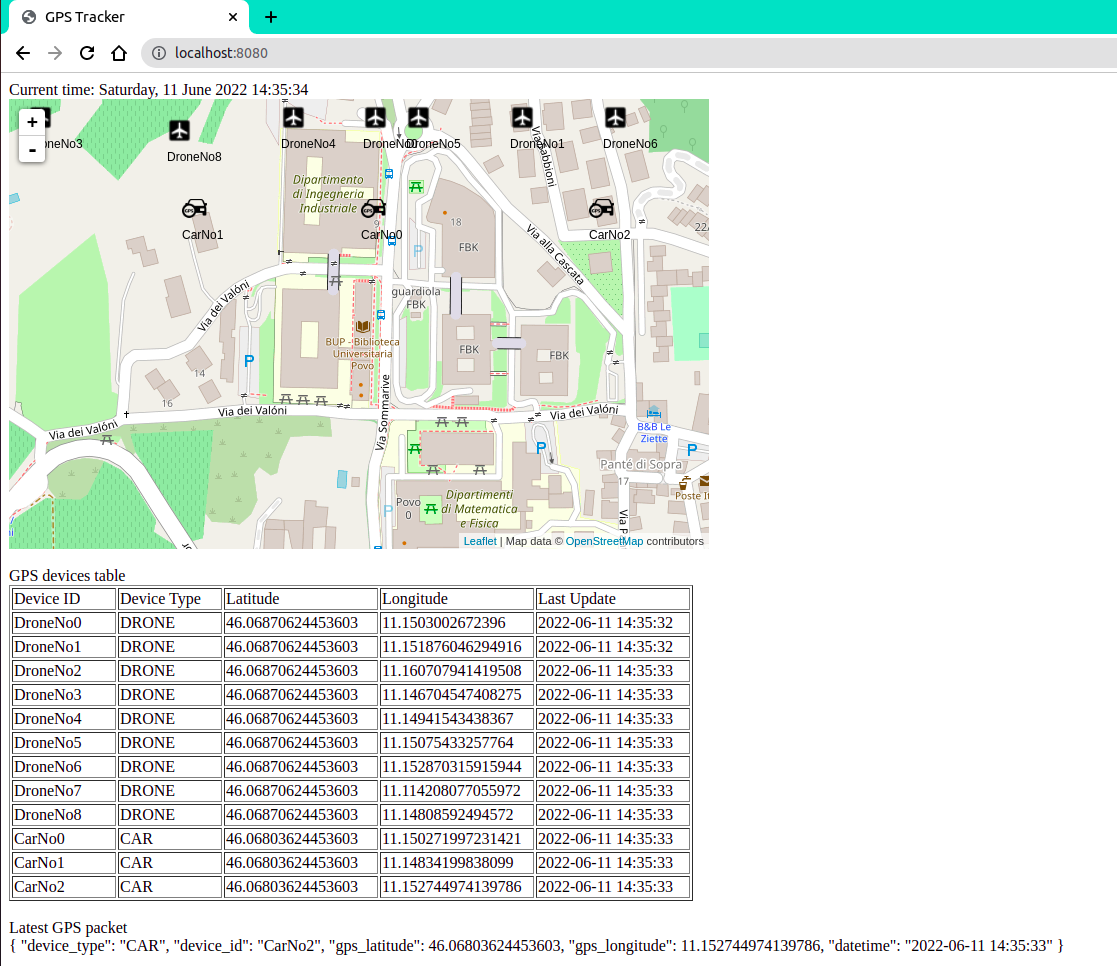 GPS Tracker
localhost:8080
Current time: Saturday, 11 June 2022 14:35:34
+
-
neNo3
DroneNo8
DroneNo4
DroneNo0
DroneNo5
DroneNo1
DroneNo6
Dipartimento
di Ingegneria
Industriale
CarNo1
CarNo0
CarNo2
GPS
GPS
GPS
18
FBK
22
9
P
Via alla Cascata
Via dei Valóni
guardiola
FBK
BUP - Biblioteca
Universitaria
Povo
FBK
FBK
P
14
16
Via Sommarive
Via dei Valóni
Via dei Valóni
Via dei Valóni
B&B Le
Ziette
P
P
Panté di Sopra
17
Poste It
Povo
0
P
Dipartimenti
di Matematica
e Fisica
Via P
Leaflet | Map data © OpenStreetMap contributors
GPS devices table
Device ID Device Type Latitude Longitude Last Update
DroneNo0 DRONE 46.06870624453603 11.1503002672396 2022-06-11 14:35:32
DroneNo1 DRONE 46.06870624453603 11.151876046294916 2022-06-11 14:35:32
DroneNo2 DRONE 46.06870624453603 11.160707941419508 2022-06-11 14:35:33
DroneNo3 DRONE 46.06870624453603 11.146704547408275 2022-06-11 14:35:33
DroneNo4 DRONE 46.06870624453603 11.14941543438367 2022-06-11 14:35:33
DroneNo5 DRONE 46.06870624453603 11.15075433257764 2022-06-11 14:35:33
DroneNo6 DRONE 46.06870624453603 11.152870315915944 2022-06-11 14:35:33
DroneNo7 DRONE 46.06870624453603 11.114208077055972 2022-06-11 14:35:33
DroneNo8 DRONE 46.06870624453603 11.14808592494572 2022-06-11 14:35:33
CarNo0 CAR 46.06803624453603 11.150271997231421 2022-06-11 14:35:33
CarNo1 CAR 46.06803624453603 11.14834199838099 2022-06-11 14:35:33
CarNo2 CAR 46.06803624453603 11.152744974139786 2022-06-11 14:35:33
Latest GPS packet
{ "device_type": "CAR", "device_id": "CarNo2", "gps_latitude": 46.06803624453603, "gps_longitude": 11.152744974139786, "datetime": "2022-06-11 14:35:33" }